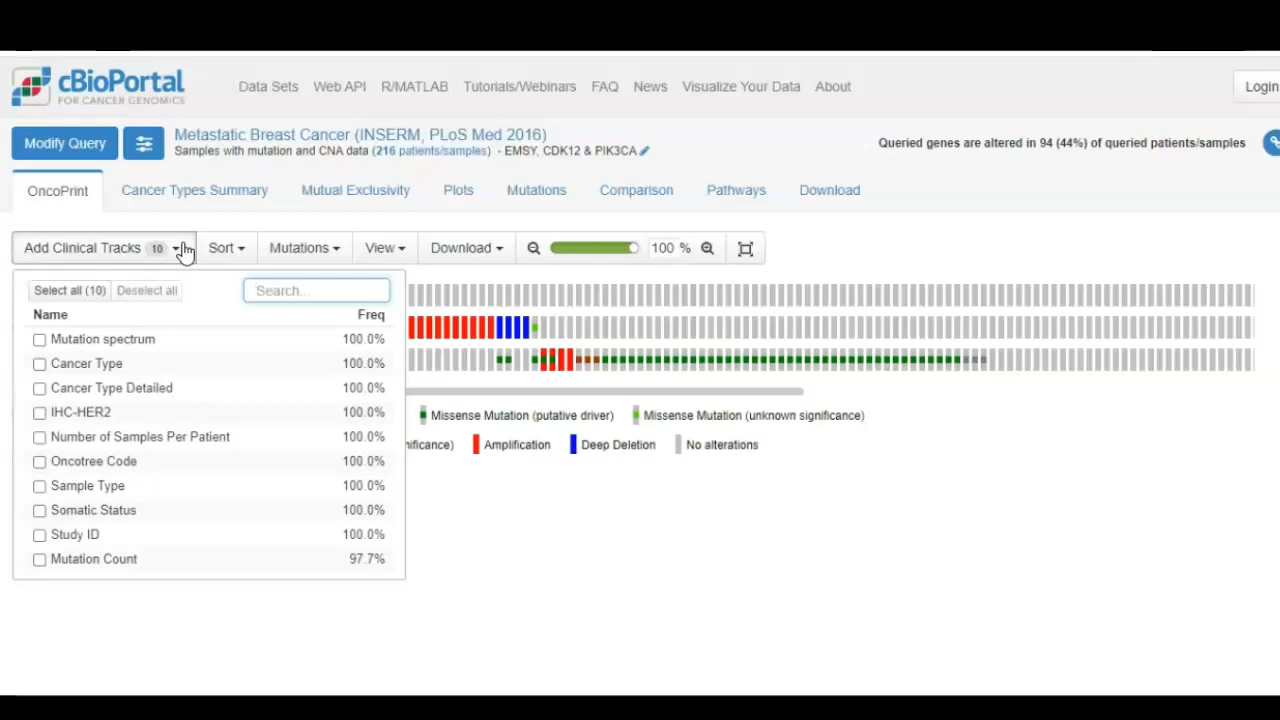 cBioPortal
FOR CANCER GENOMICS
Data Sets Web API R/MATLAB Tutorials/Webinars FAQ News Visualize Your Data About
Login
Modify Query
Metastatic Breast Cancer (INSERM, PLoS Med 2016)
Samples with mutation and CNA data (216 patients/samples) - EMSY, CDK12 & PIK3CA
Queried genes are altered in 94 (44%) of queried patients/samples
OncoPrint Cancer Types Summary Mutual Exclusivity Plots Mutations Comparison Pathways Download
Add Clinical Tracks 10 Sort Mutations View Download 100 %
Select all (10) Deselect all Search...
Name Freq
Mutation spectrum 100.0%
Cancer Type 100.0%
Cancer Type Detailed 100.0%
IHC-HER2 100.0%
Number of Samples Per Patient 100.0%
Oncotree Code 100.0%
Sample Type 100.0%
Somatic Status 100.0%
Study ID 100.0%
Mutation Count 97.7%
Missense Mutation (putative driver) Missense Mutation (unknown significance)
nificance) Amplification Deep Deletion No alterations